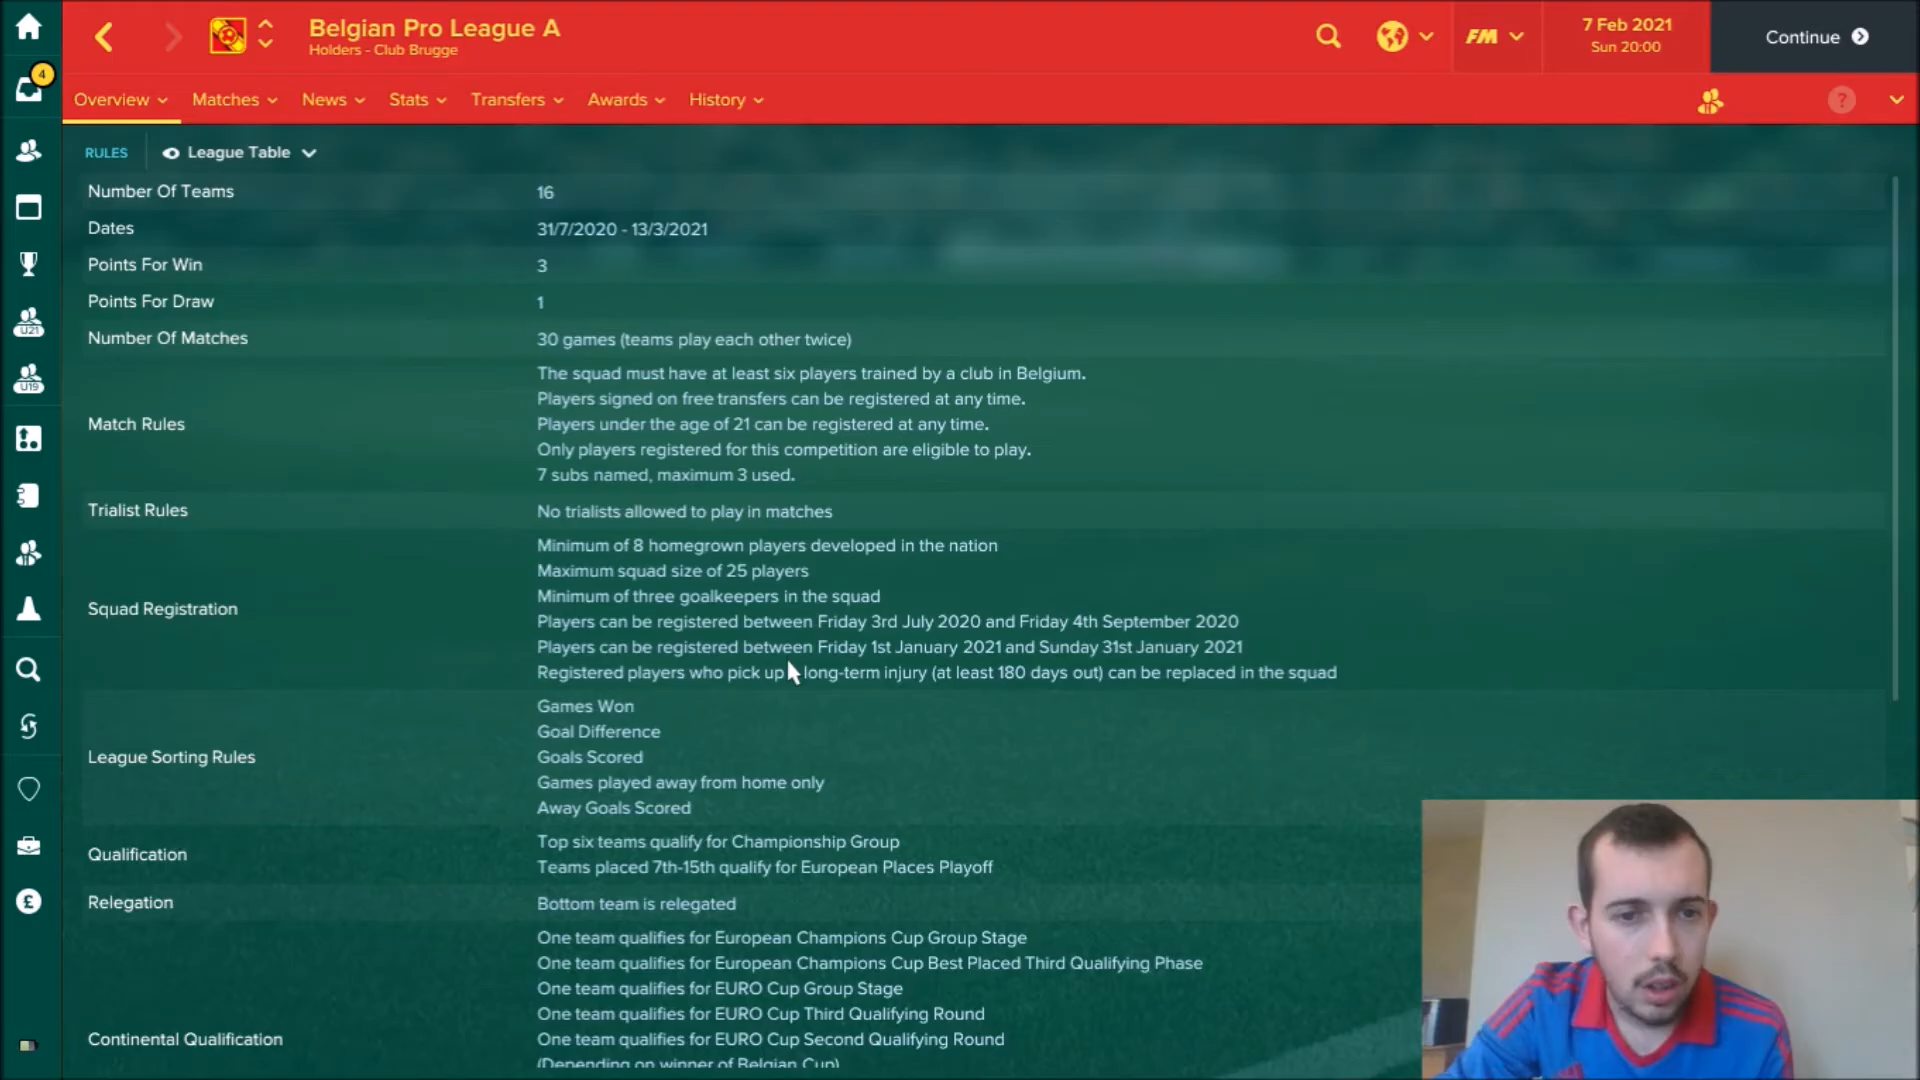 Belgian Pro League A
Holders - Club Brugge
FM
7 Feb 2021
Sun 20:00
Continue
4
Overview
Matches
News
Stats
Transfers
Awards
History
?
RULES
League Table
Number Of Teams
16
Dates
31/7/2020 - 13/3/2021
Points For Win
3
Points For Draw
1
Number Of Matches
30 games (teams play each other twice)
Match Rules
The squad must have at least six players trained by a club in Belgium.
Players signed on free transfers can be registered at any time.
Players under the age of 21 can be registered at any time.
Only players registered for this competition are eligible to play.
7 subs named, maximum 3 used.
Trialist Rules
No trialists allowed to play in matches
Squad Registration
Minimum of 8 homegrown players developed in the nation
Maximum squad size of 25 players
Minimum of three goalkeepers in the squad
Players can be registered between Friday 3rd July 2020 and Friday 4th September 2020
Players can be registered between Friday 1st January 2021 and Sunday 31st January 2021
Registered players who pick up long-term injury (at least 180 days out) can be replaced in the squad
League Sorting Rules
Games Won
Goal Difference
Goals Scored
Games played away from home only
Away Goals Scored
Qualification
Top six teams qualify for Championship Group
Teams placed 7th-15th qualify for European Places Playoff
Relegation
Bottom team is relegated
Continental Qualification
One team qualifies for European Champions Cup Group Stage
One team qualifies for European Champions Cup Best Placed Third Qualifying Phase
One team qualifies for EURO Cup Group Stage
One team qualifies for EURO Cup Third Qualifying Round
One team qualifies for EURO Cup Second Qualifying Round
(Depending on winner of Belgian Cup)
U21
U19
£